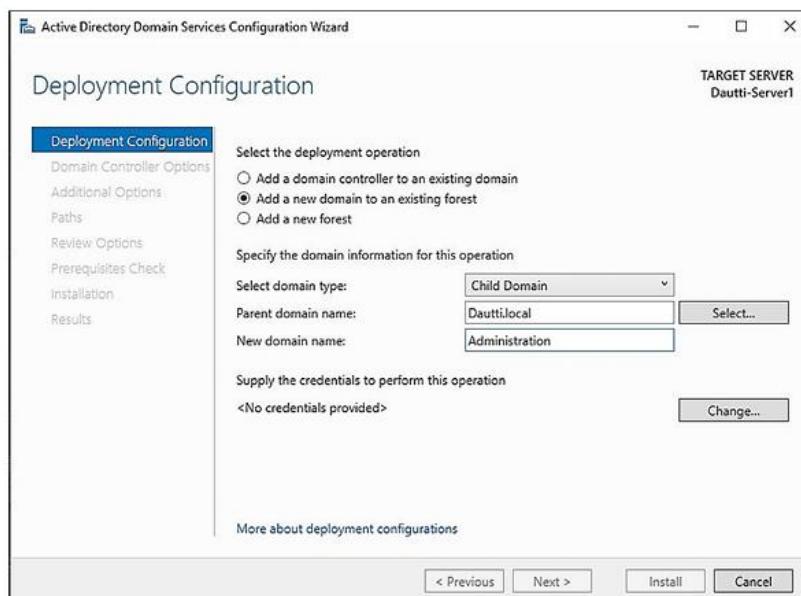 Active Directory Domain Services Configuration Wizard
Deployment Configuration
TARGET SERVER
Dautti-Server1
Deployment Configuration
Domain Controller Options
Additional Options
Paths
Review Options
Prerequisites Check
Installation
Results
Select the deployment operation
Add a domain controller to an existing domain
Add a new domain to an existing forest
Add a new forest
Specify the domain information for this operation
Select domain type: Child Domain
Parent domain name: Dautti.local Select...
New domain name: Administration
Supply the credentials to perform this operation
<No credentials provided> Change...
More about deployment configurations
< Previous Next > Install Cancel